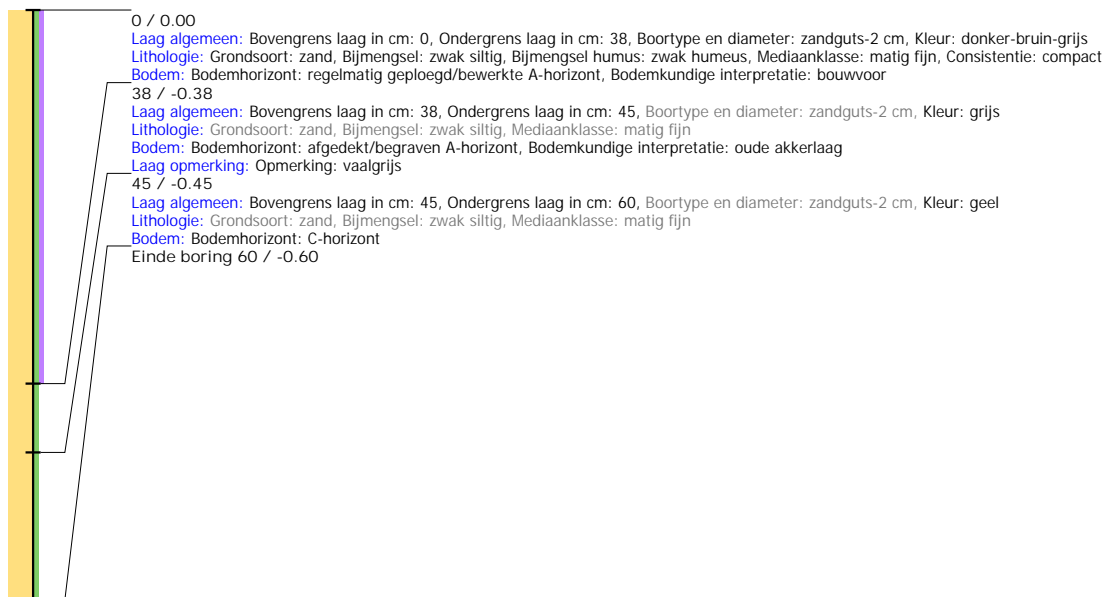 0 / 0.00
Laag algemeen: Bovengrens laag in cm: 0, Ondergrens laag in cm: 38, Boortype en diameter: zandguts-2 cm, Kleur: donker-bruin-grijs
Lithologie: Grondsoort: zand, Bijmengsel: zwak siltig, Bijmengsel humus: zwak humeus, Mediaanklasse: matig fijn, Consistentie: compact
Bodem: Bodemhorizont: regelmatig geploegd/bewerkte A-horizont, Bodemkundige interpretatie: bouwvoor
38 / -0.38
Laag algemeen: Bovengrens laag in cm: 38, Ondergrens laag in cm: 45, Boortype en diameter: zandguts-2 cm, Kleur: grijs
Lithologie: Grondsoort: zand, Bijmengsel: zwak siltig, Mediaanklasse: matig fijn
Bodem: Bodemhorizont: afgedekt/begraven A-horizont, Bodemkundige interpretatie: oude akkerlaag
Laag opmerking: Opmerking: vaalgrijs
45 / -0.45
Laag algemeen: Bovengrens laag in cm: 45, Ondergrens laag in cm: 60, Boortype en diameter: zandguts-2 cm, Kleur: geel
Lithologie: Grondsoort: zand, Bijmengsel: zwak siltig, Mediaanklasse: matig fijn
Bodem: Bodemhorizont: C-horizont
Einde boring 60 / -0.60